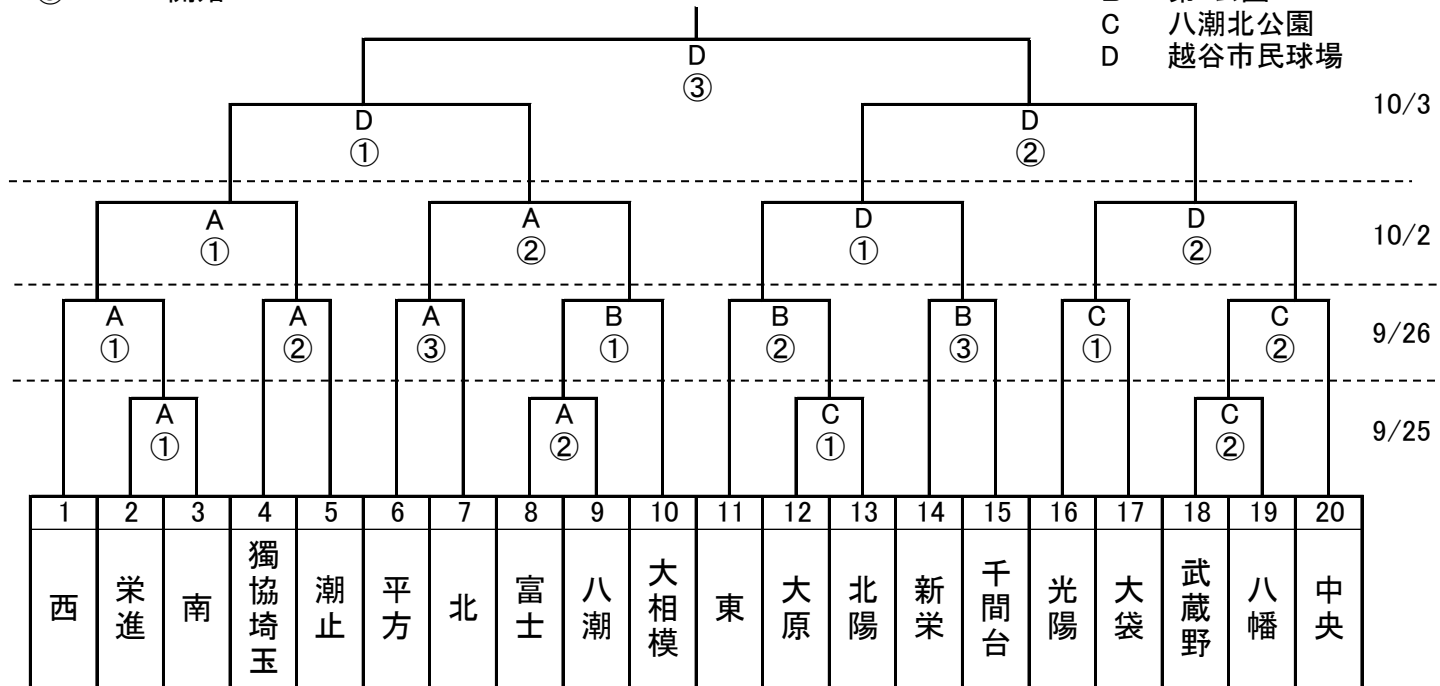 C 八潮北公園
D 越谷市民球場
D
③
10/3
D D
① ②
A A D D
① ② ① ②
10/2
A A A B B B C C
① ② ③ ① ② ③ ① ②
9/26
A A C C
① ② ① ②
9/25
1 2 3 4 5 6 7 8 9 10 11 12 13 14 15 16 17 18 19 20
西 栄進 南 獨協埼玉 潮止 平方 北 富士 八潮 大相模 東 大原 北陽 新栄 千間台 光陽 大袋 武蔵野 八幡 中央